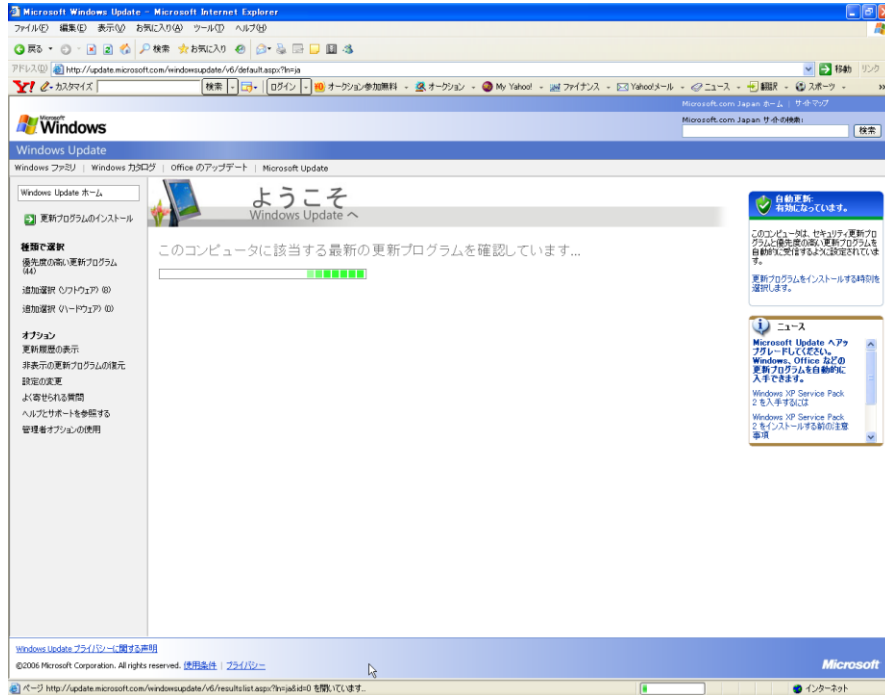 Microsoft Windows Update - Microsoft Internet Explorer
ファイル(F) 編集(E) 表示(V) お気に入り(A) ツール(T) ヘルプ(H)
戻る 検索 お気に入り
アドレス(D) http://update.microsoft.com/windowsupdate/v6/default.aspx?ln=ja 移動 リンク
Y! カスタマイズ 検索 ログイン オークション参加無料 オークション My Yahoo! ファイナンス Yahoo!メール ニュース 翻訳 スポーツ »
Microsoft.com Japan ホーム | サイトマップ
Microsoft Windows
Microsoft.com Japan サイトの検索:
検索
Windows Update
Windows ファミリ | Windows カタログ | Office のアップデート | Microsoft Update
Windows Update ホーム
更新プログラムのインストール
種類で選択
優先度の高い更新プログラム
(44)
追加選択 (ソフトウェア) (8)
追加選択 (ハードウェア) (0)
オプション
更新履歴の表示
非表示の更新プログラムの復元
設定の変更
よく寄せられる質問
ヘルプとサポートを参照する
管理者オプションの使用
ようこそ
Windows Update へ
このコンピュータに該当する最新の更新プログラムを確認しています...
自動更新:
有効になっています。
このコンピュータは、セキュリティ更新プロ
グラムと優先度の高い更新プログラムを
自動的に受信するように設定されていま
す。
更新プログラムをインストールする時刻を
選択します。
ニュース
Microsoft Update へアッ
プグレードしてください。
Windows、Office などの
更新プログラムを自動的に
入手できます。
Windows XP Service Pack
2 を入手するには
Windows XP Service Pack
2 をインストールする前の注意
事項
Windows Update プライバシーに関する声明
©2006 Microsoft Corporation. All rights reserved. 使用条件 | プライバシー
Microsoft
ページ http://update.microsoft.com/windowsupdate/v6/resultslist.aspx?ln=ja&id=0 を開いています...
インターネット